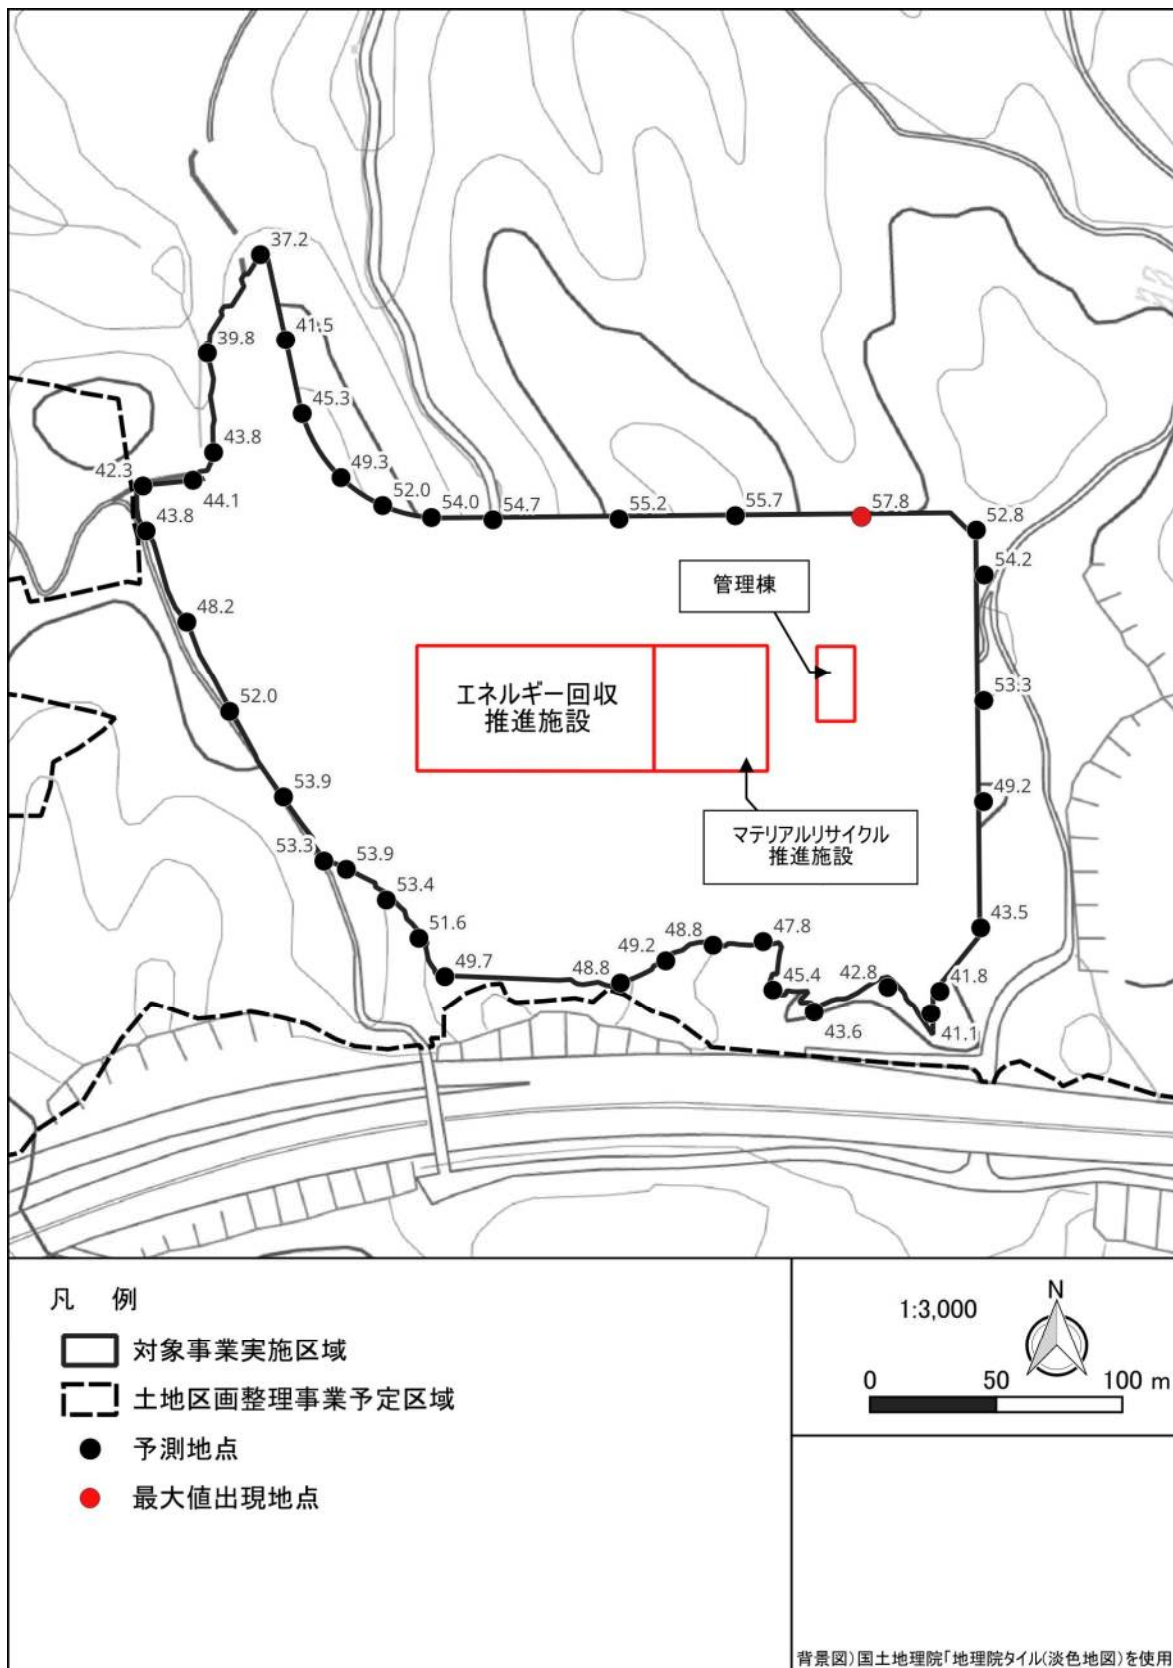 37.2
41.5
39.8
45.3
43.8
49.3
42.3
44.1
52.0
54.0
54.7
55.2
55.7
57.8
52.8
43.8
54.2
管理棟
48.2
エネルギー回収
推進施設
52.0
53.3
53.9
49.2
マテリアルリサイクル
推進施設
53.3
53.9
53.4
51.6
49.7
48.8
49.2
48.8
47.8
45.4
43.6
42.8
43.5
41.8
41.1
凡 例
対象事業実施区域
土地区画整理事業予定区域
予測地点
最大値出現地点
1:3,000
N
0 50 100 m
背景図）国土地理院「地理院タイル(淡色地図)を使用